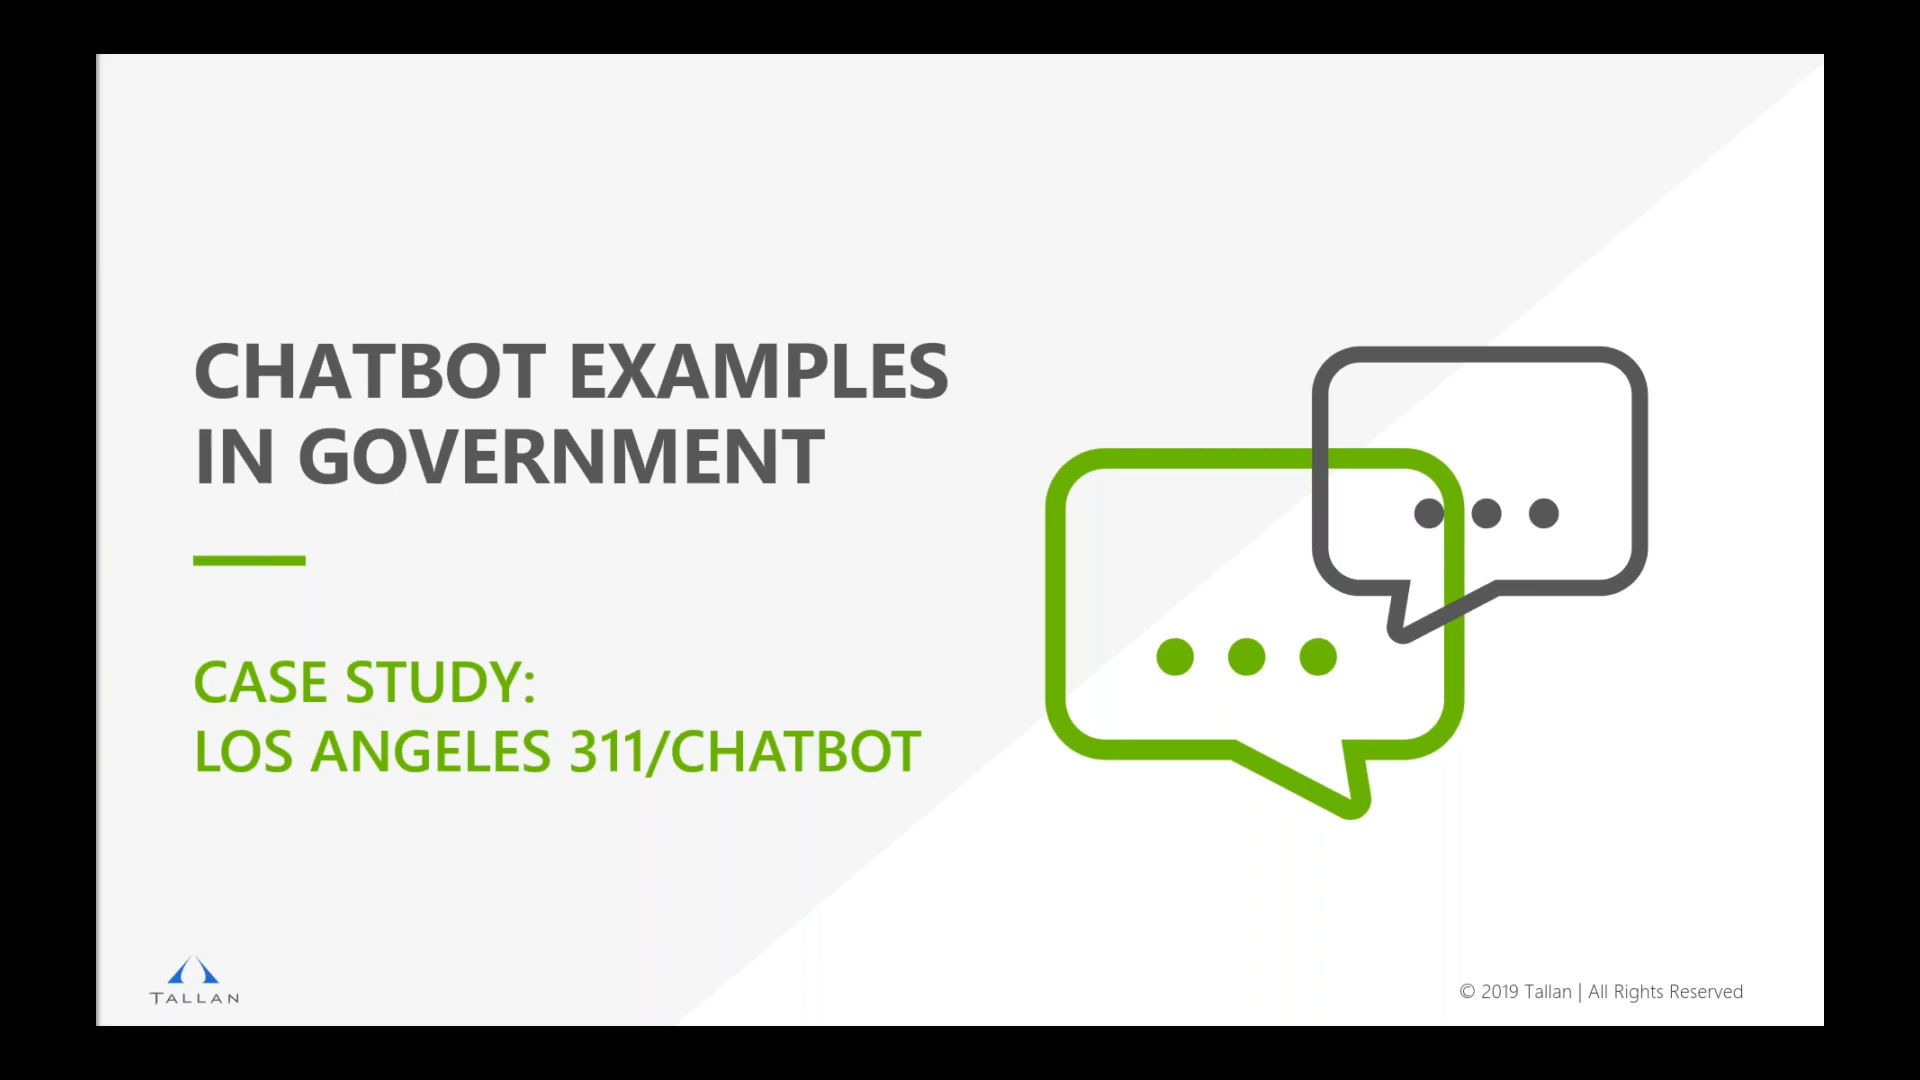 CHATBOT EXAMPLES
IN GOVERNMENT
CASE STUDY:
LOS ANGELES 311/CHATBOT
TALLAN
© 2019 Tallan | All Rights Reserved